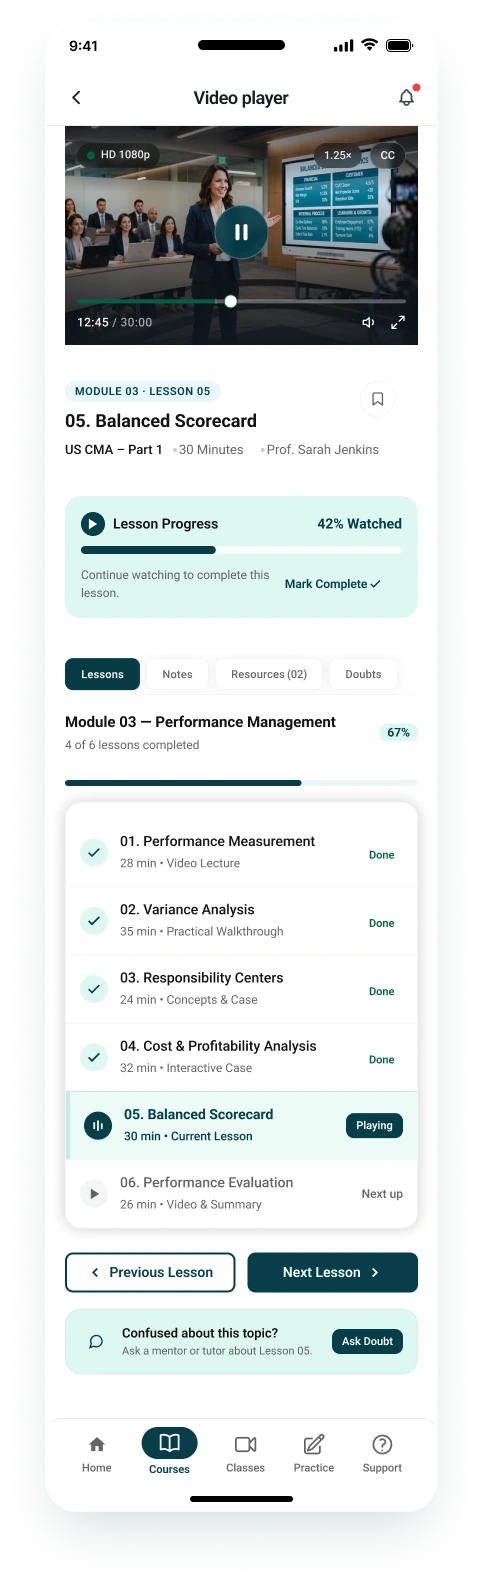 9:41
Video player
HD 1080p
1.25×
CC
FINANCIAL
CUSTOMER
INTERNAL PROCESS
LEARNING & GROWTH
12:45 / 30:00
MODULE 03 · LESSON 05
05. Balanced Scorecard
US CMA – Part 1 •30 Minutes •Prof. Sarah Jenkins
Lesson Progress
42% Watched
Continue watching to complete this
lesson.
Mark Complete ✓
Lessons
Notes
Resources (02)
Doubts
Module 03 — Performance Management
4 of 6 lessons completed
67%
01. Performance Measurement
28 min • Video Lecture
Done
02. Variance Analysis
35 min • Practical Walkthrough
Done
03. Responsibility Centers
24 min • Concepts & Case
Done
04. Cost & Profitability Analysis
32 min • Interactive Case
Done
05. Balanced Scorecard
30 min • Current Lesson
Playing
06. Performance Evaluation
26 min • Video & Summary
Next up
Previous Lesson
Next Lesson
Confused about this topic?
Ask a mentor or tutor about Lesson 05.
Ask Doubt
Home
Courses
Classes
Practice
Support